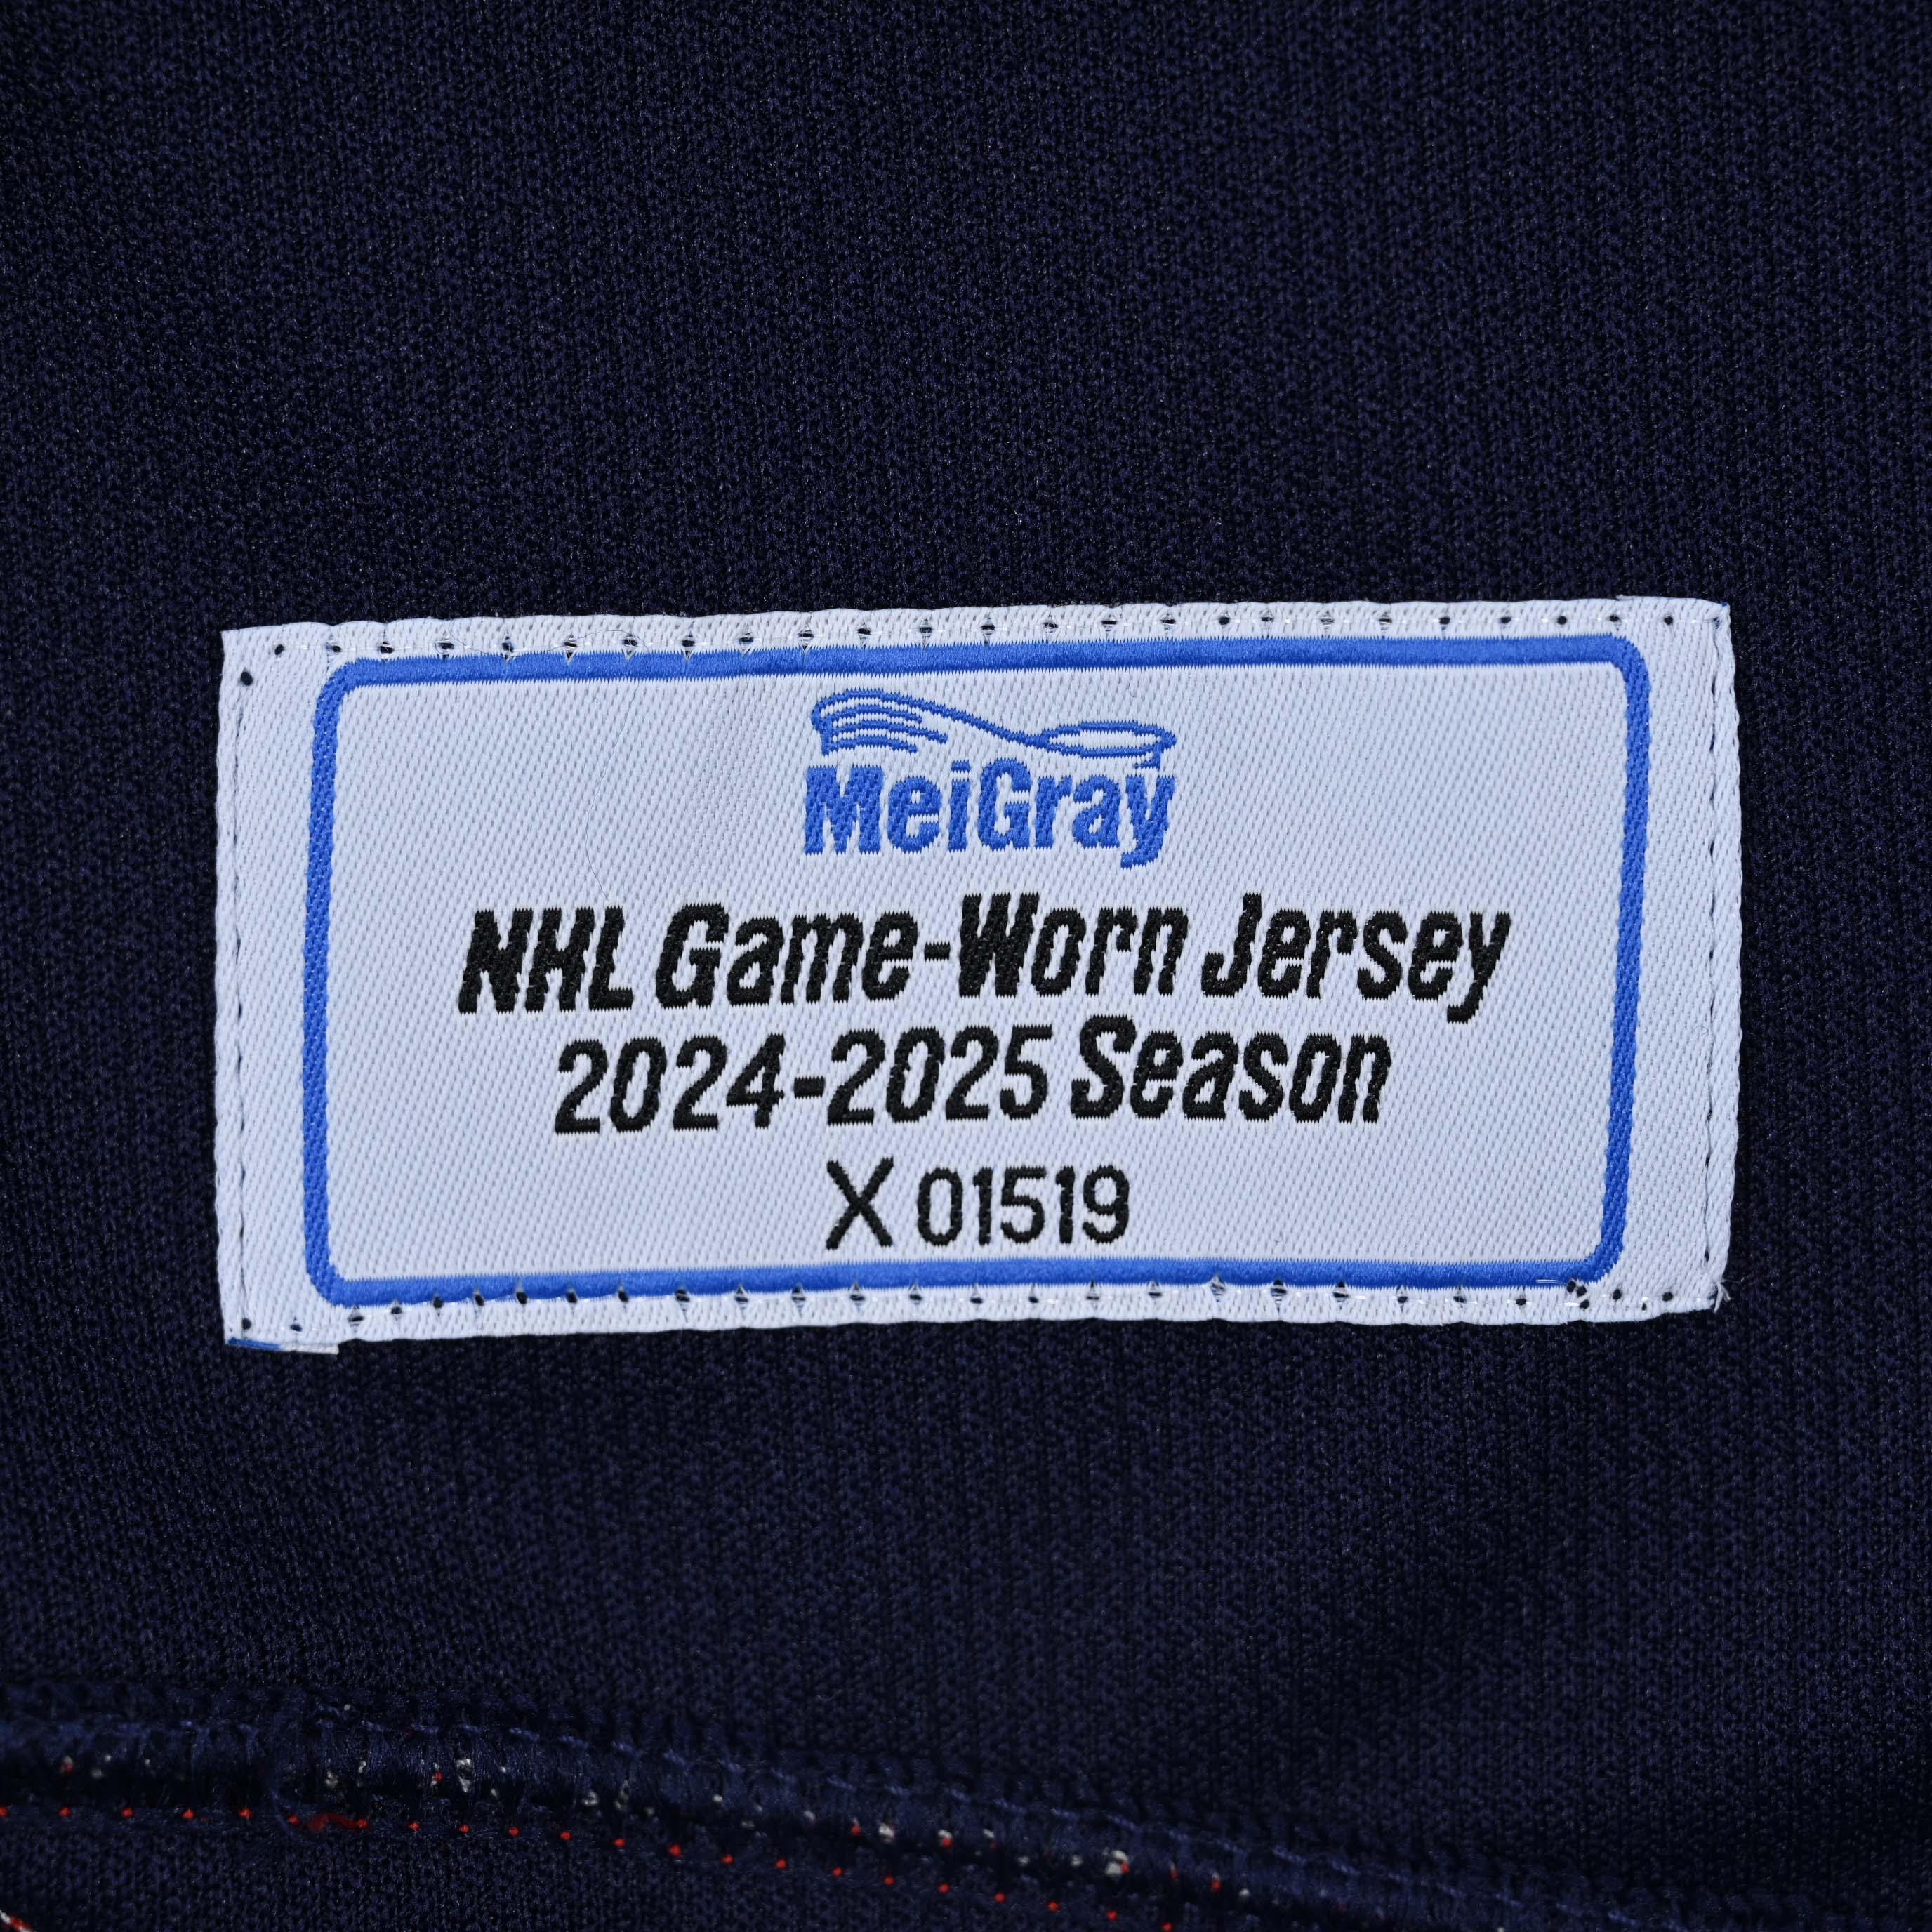 MeiGray
NHL Game-Worn Jersey
2024-2025 Season
X 01519